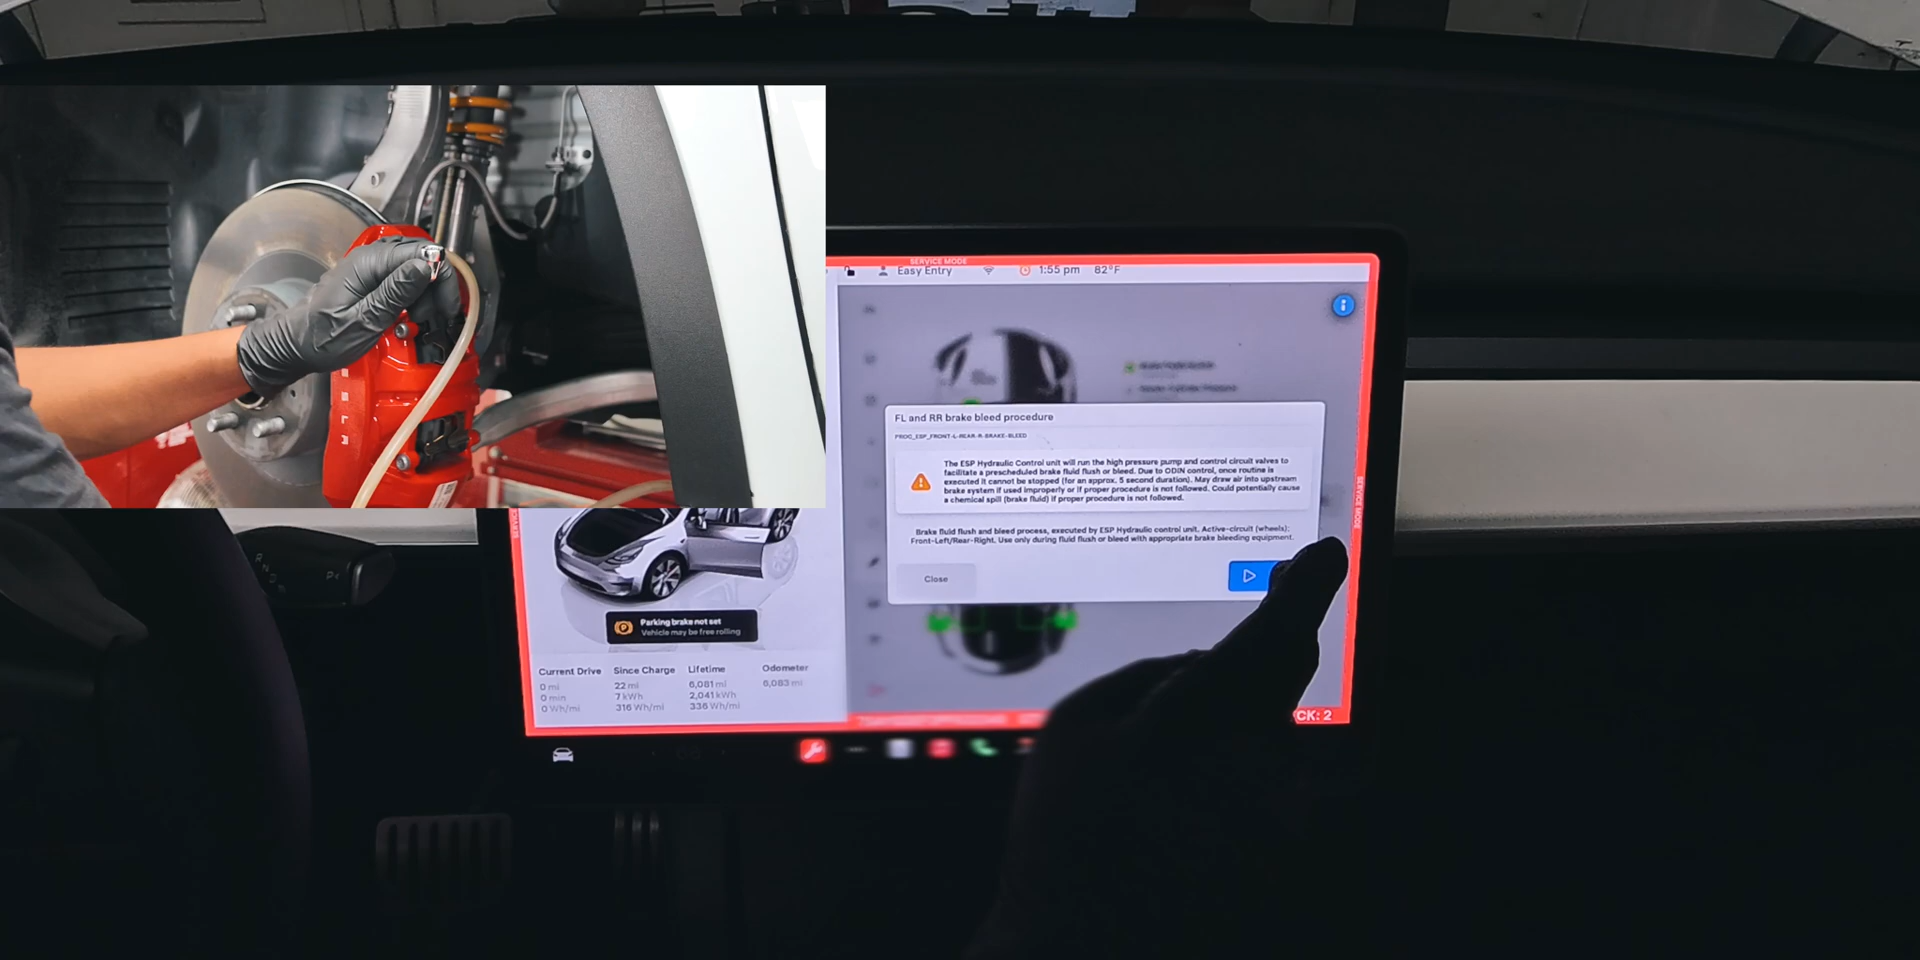 TESLA
SERVICE MODE
Easy Entry
1:55 pm
82°F
FL and RR brake bleed procedure
PROC_ESP_FRONT-L-REAR-R-BRAKE-BLEED
The ESP Hydraulic Control unit will run the high pressure pump and control circuit valves to
facilitate a prescheduled brake fluid flush or bleed. Due to ODIN control, once routine is
executed it cannot be stopped (for an approx. 5 second duration). May draw air into upstream
brake system if used improperly or if proper procedure is not followed. Could potentially cause
a chemical spill (brake fluid) if proper procedure is not followed.
Brake fluid flush and bleed process, executed by ESP Hydraulic control unit. Active-circuit (wheels);
Front-Left/Rear-Right. Use only during fluid flush or bleed with appropriate brake bleeding equipment.
Close
SERVICE MODE
R
N
P
Parking brake not set
Vehicle may be free rolling
Current Drive Since Charge Lifetime Odometer
0 mi 22 mi 6,081 mi 6,083 mi
0 min 7 kWh 2,041 kWh
0 Wh/mi 316 Wh/mi 336 Wh/mi
CK: 2